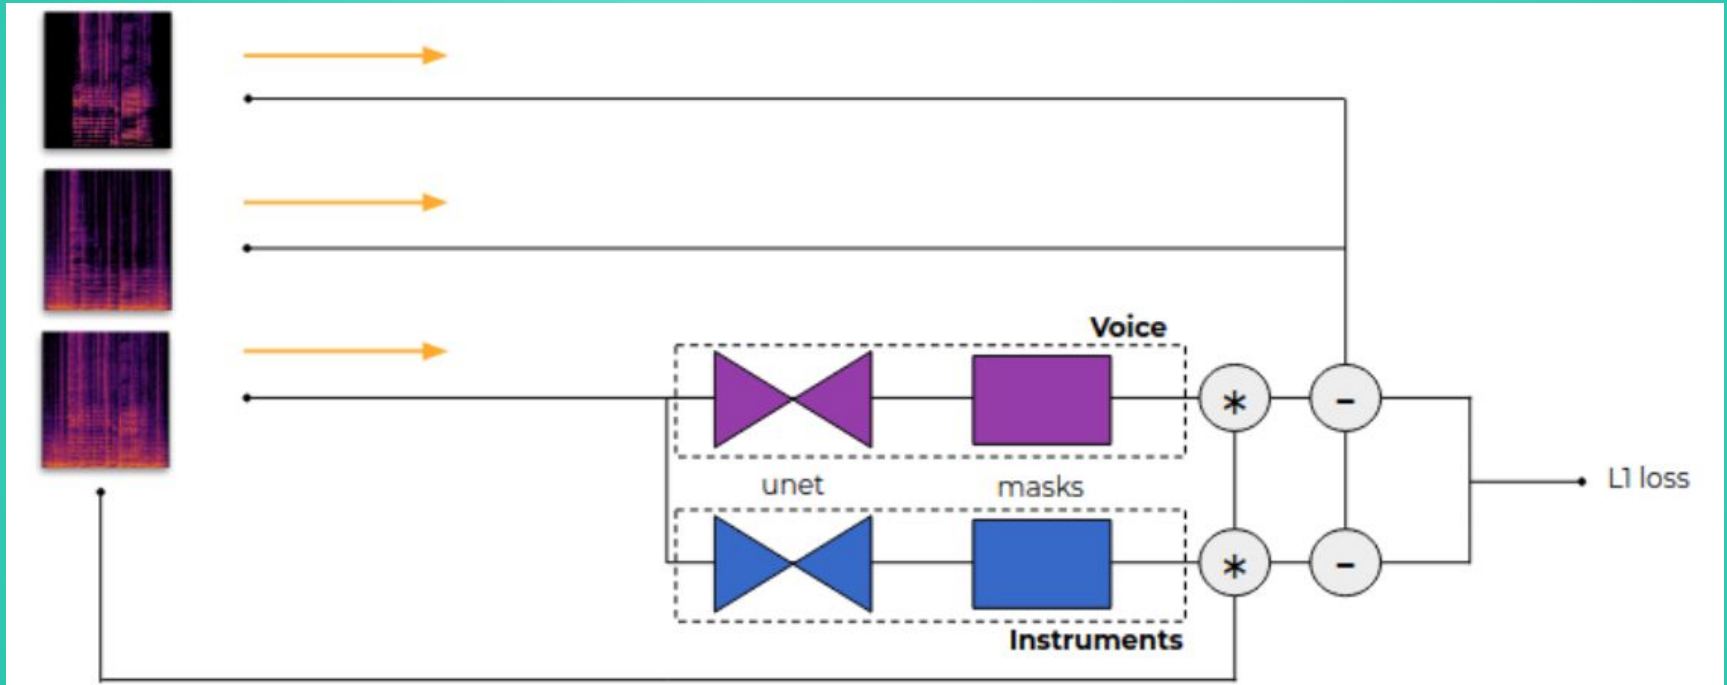 Voice
*
-
unet
masks
L1 loss
*
-
Instruments